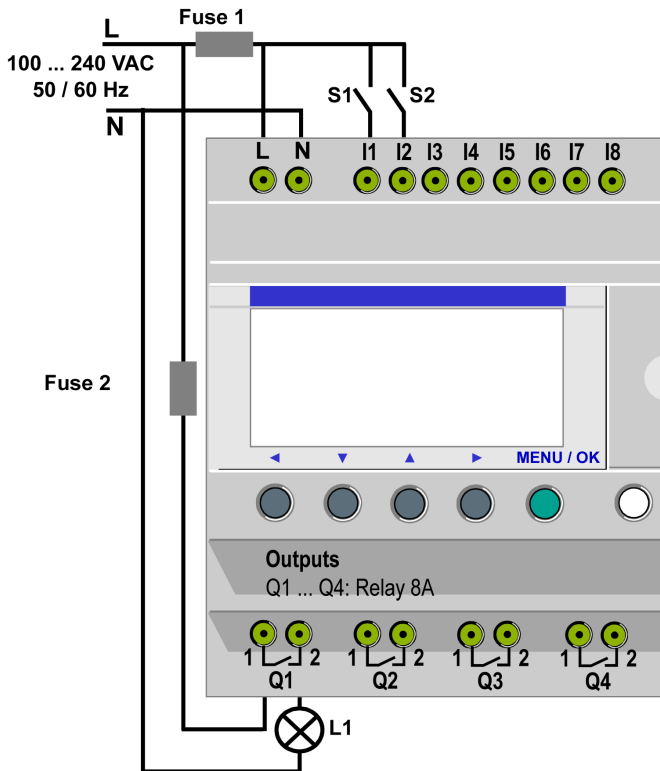 Fuse 1
L
100 ... 240 VAC
50 / 60 Hz
N
S1 S2
L N I1 I2 I3 I4 I5 I6 I7 I8
Fuse 2
MENU / OK
Outputs
Q1 ... Q4: Relay 8A
1 2 1 2 1 2 1 2
Q1 Q2 Q3 Q4
L1